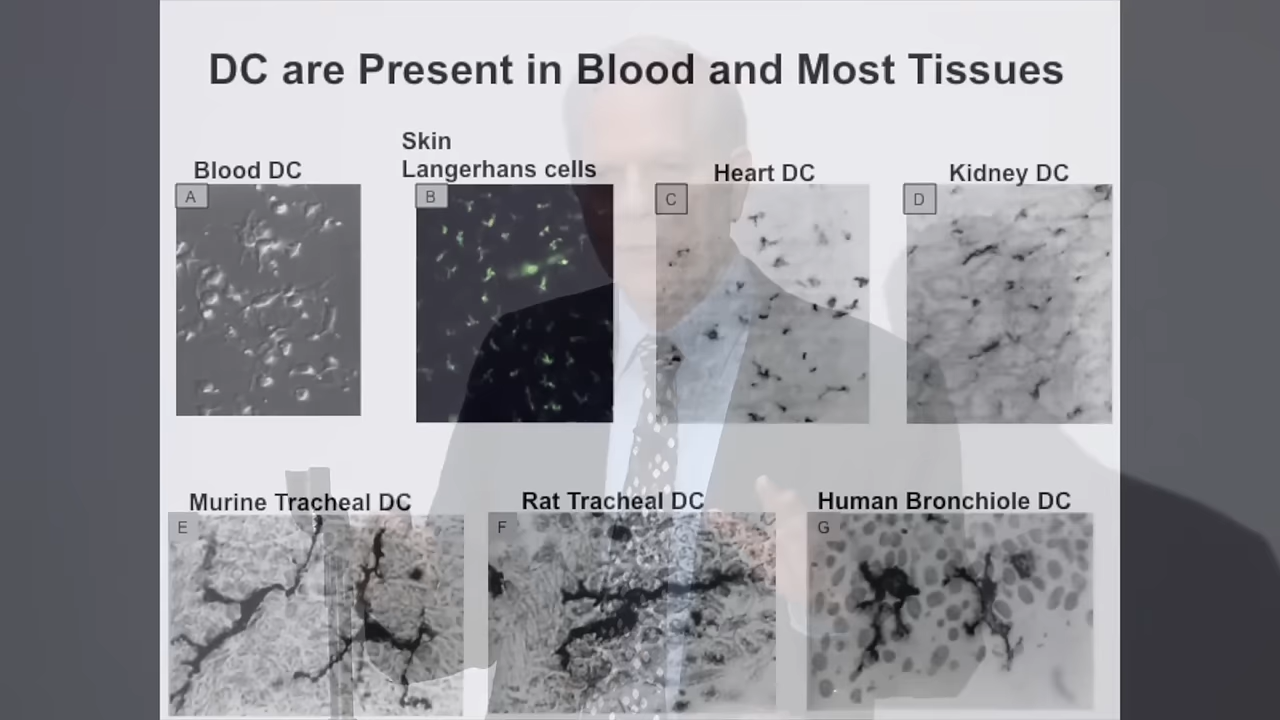 DC are Present in Blood and Most Tissues
Blood DC
Skin
Langerhans cells
Heart DC
Kidney DC
A
B
C
D
Murine Tracheal DC
Rat Tracheal DC
Human Bronchiole DC
E
F
G